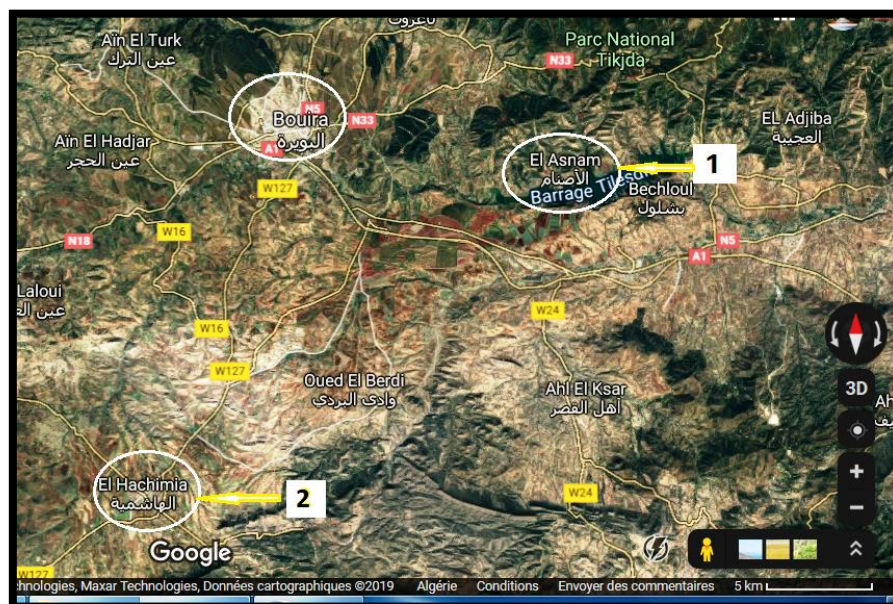 تاغزوت
Aïn El Turk
عين الترك
Parc National
Tikjda
N33
N5
Bouira
البويرة
N33
EL Adjiba
العجيبة
Aïn El Hadjar
عين الحجر
A1
El Asnam
الأصنام
1
Barrage Tilesdit
Bechloul
بشلول
W127
W16
N18
N5
A1
Laloui
W24
W16
W127
Oued El Berdi
وادي البردي
Ahl El Ksar
أهل القصر
3D
Ah
El Hachimia
الهاشمية
2
W24
+
−
Google
W127
chnologies, Maxar Technologies, Données cartographiques ©2019 Algérie Conditions Envoyer des commentaires 5 km